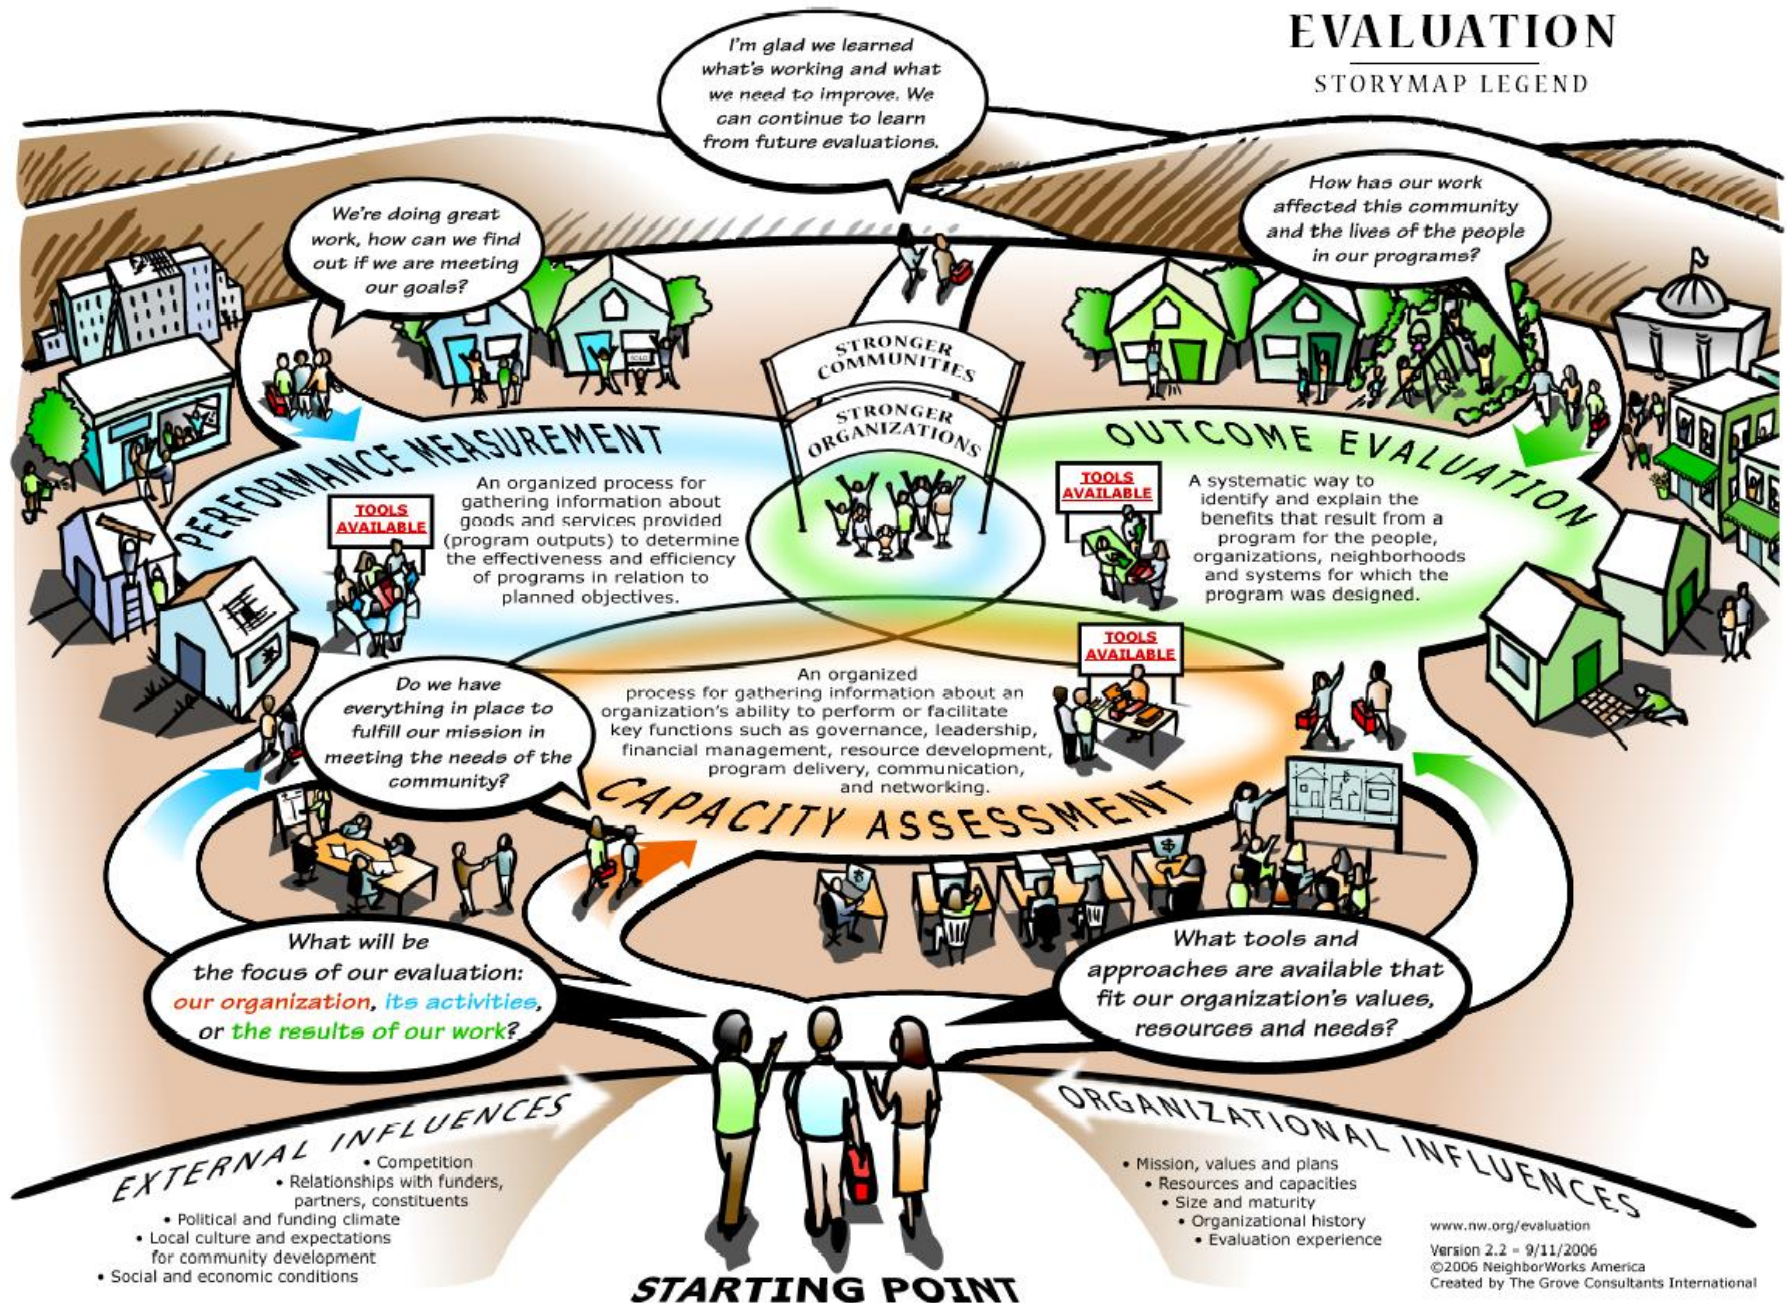 EVALUATION
STORYMAP LEGEND
I'm glad we learned
what's working and what
we need to improve. We
can continue to learn
from future evaluations.
We're doing great
work, how can we find
out if we are meeting
our goals?
How has our work
affected this community
and the lives of the people
in our programs?
SOLD
STRONGER
COMMUNITIES
STRONGER
ORGANIZATIONS
PERFORMANCE MEASUREMENT
An organized process for
gathering information about
goods and services provided
(program outputs) to determine
the effectiveness and efficiency
of programs in relation to
planned objectives.
TOOLS
AVAILABLE
OUTCOME EVALUATION
TOOLS
AVAILABLE
A systematic way to
identify and explain the
benefits that result from a
program for the people,
organizations, neighborhoods
and systems for which the
program was designed.
TOOLS
AVAILABLE
Do we have
everything in place to
fulfill our mission in
meeting the needs of the
community?
An organized
process for gathering information about an
organization's ability to perform or facilitate
key functions such as governance, leadership,
financial management, resource development,
program delivery, communication,
and networking.
CAPACITY ASSESSMENT
$
$
$
What will be
the focus of our evaluation:
our organization, its activities,
or the results of our work?
What tools and
approaches are available that
fit our organization's values,
resources and needs?
EXTERNAL INFLUENCES
• Competition
• Relationships with funders,
partners, constituents
• Political and funding climate
• Local culture and expectations
for community development
• Social and economic conditions
ORGANIZATIONAL INFLUENCES
• Mission, values and plans
• Resources and capacities
• Size and maturity
• Organizational history
• Evaluation experience
STARTING POINT
www.nw.org/evaluation
Version 2.2 - 9/11/2006
©2006 NeighborWorks America
Created by The Grove Consultants International